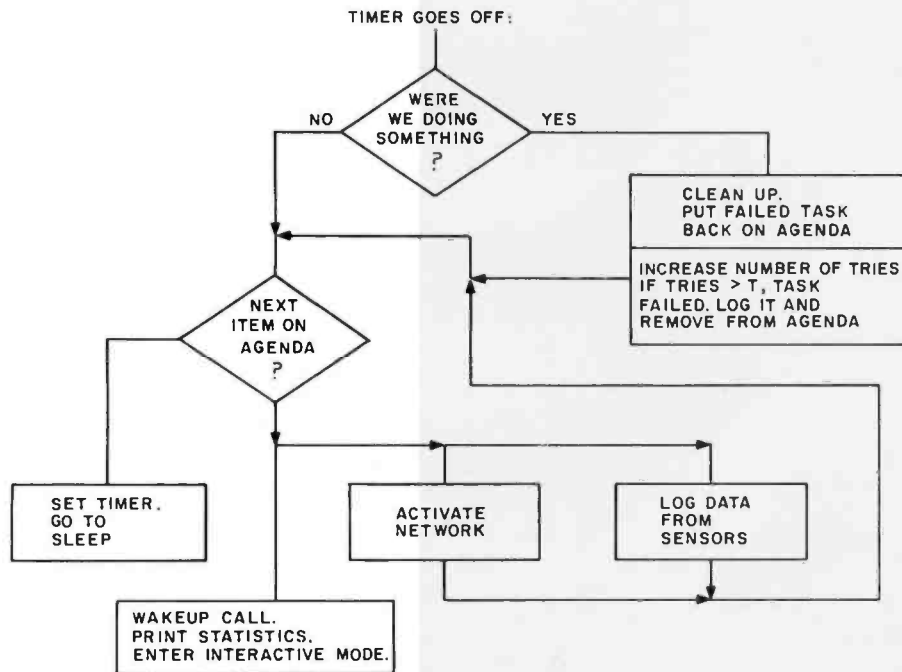 TIMER GOES OFF:
WERE
WE DOING
SOMETHING
?
NO
YES
CLEAN UP.
PUT FAILED TASK
BACK ON AGENDA
INCREASE NUMBER OF TRIES
IF TRIES > T, TASK
FAILED. LOG IT AND
REMOVE FROM AGENDA
NEXT
ITEM ON
AGENDA
?
SET TIMER.
GO TO
SLEEP
ACTIVATE
NETWORK
LOG DATA
FROM
SENSORS
WAKEUP CALL.
PRINT STATISTICS.
ENTER INTERACTIVE MODE.